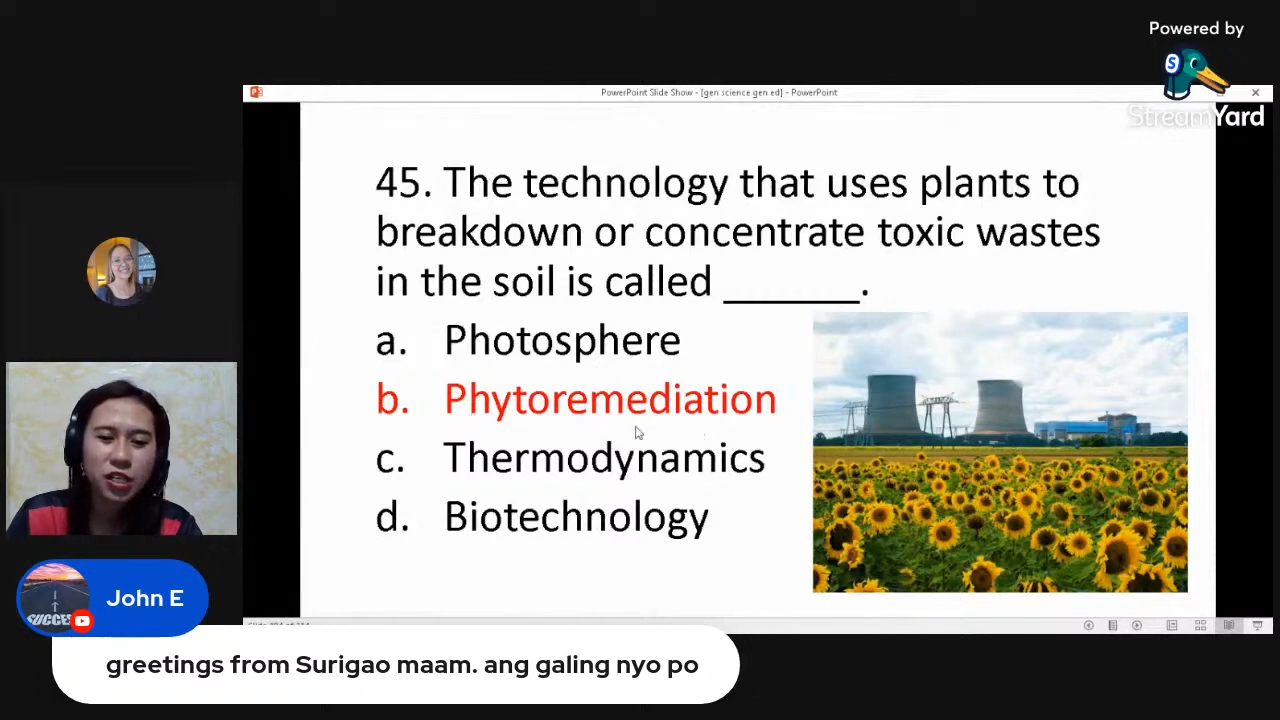 Powered by
StreamYard
PowerPoint Slide Show - [gen science gen ed] - PowerPoint
45. The technology that uses plants to
breakdown or concentrate toxic wastes
in the soil is called _______.
a. Photosphere
b. Phytoremediation
c. Thermodynamics
d. Biotechnology
SUCCESS
John E
greetings from Surigao maam. ang galing nyo po